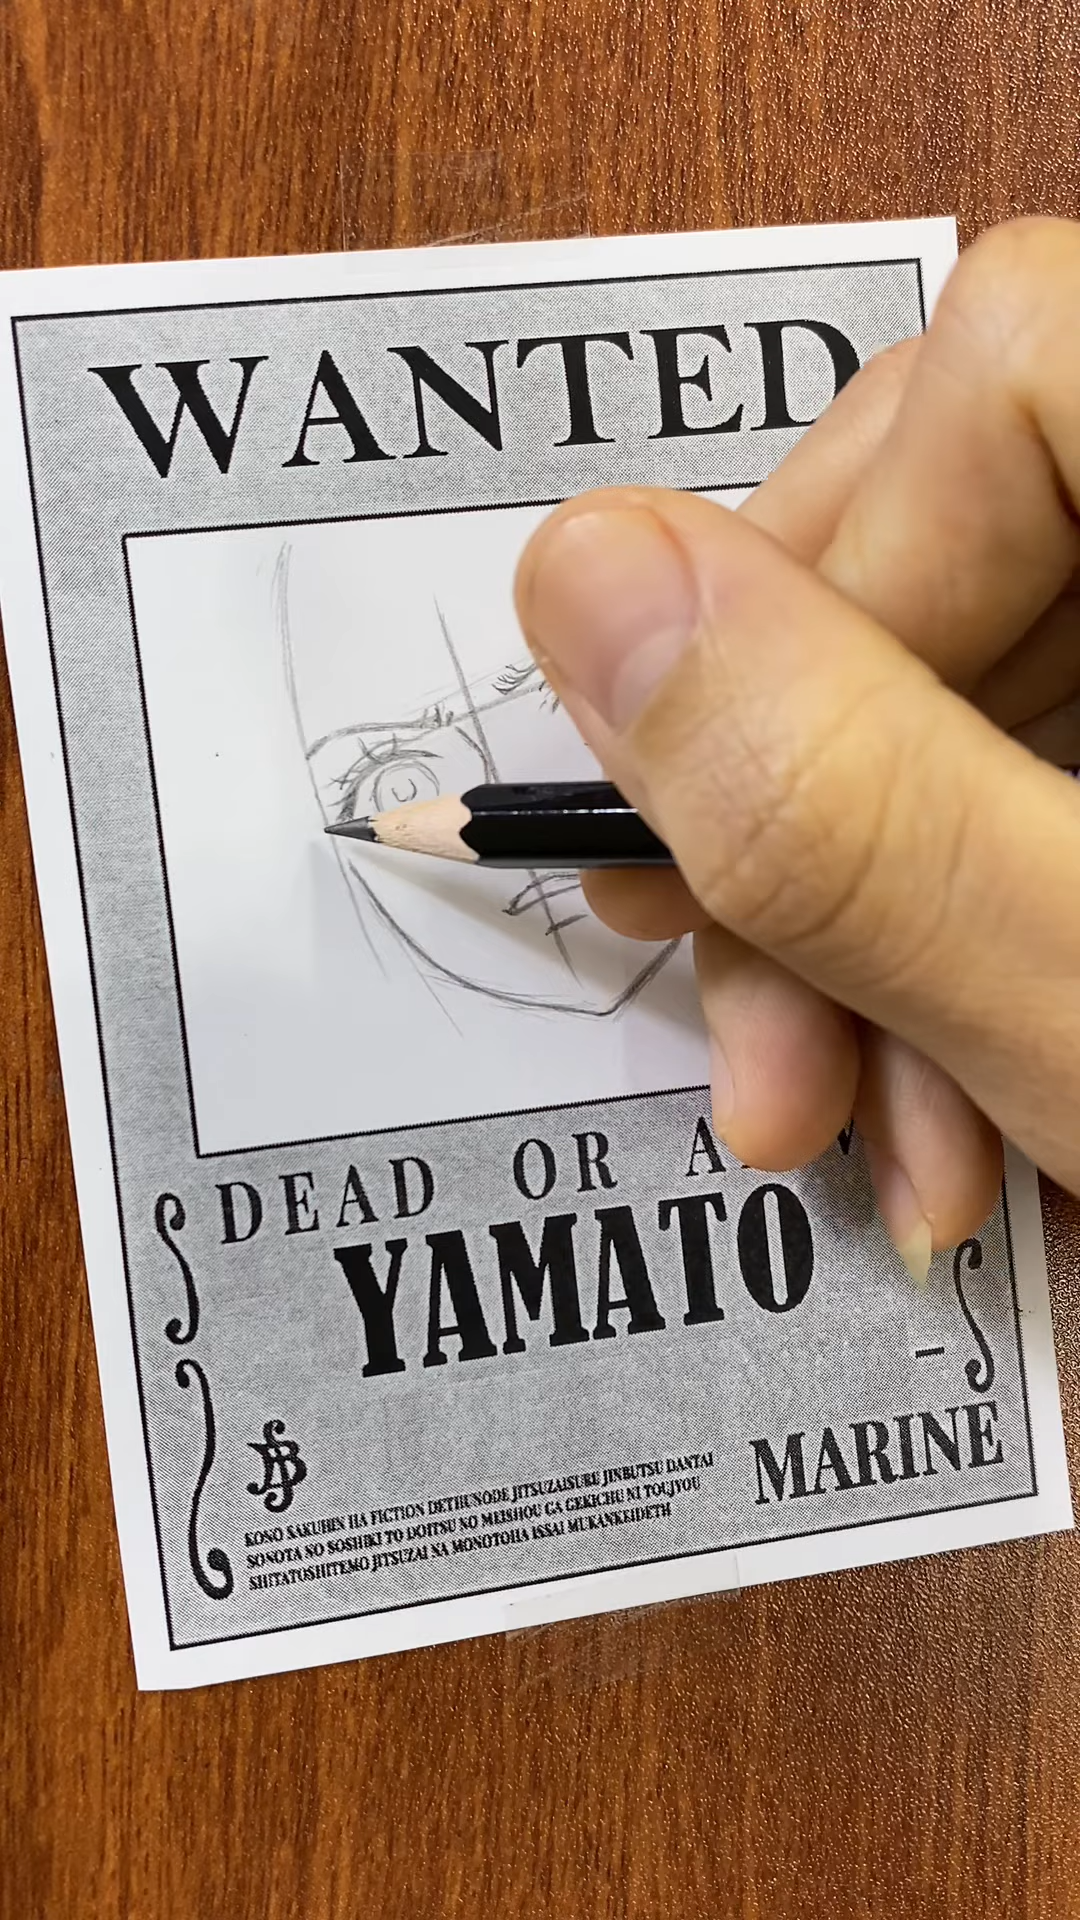 WANTED
DEAD OR
YAMATO
–
MARINE
KONO SAKUHIN HA FICTION DETHUNODE JITSUZAISURU JINBUTSU DANTAI
SONOTA NO SOSHIKI TO DOITSU NO MEISHOU GA GEKICHU NI TOUJYOU
SHITATOSHITEMO JITSUZAI NA MONOTOHA ISSAI MUKANKEIDETH